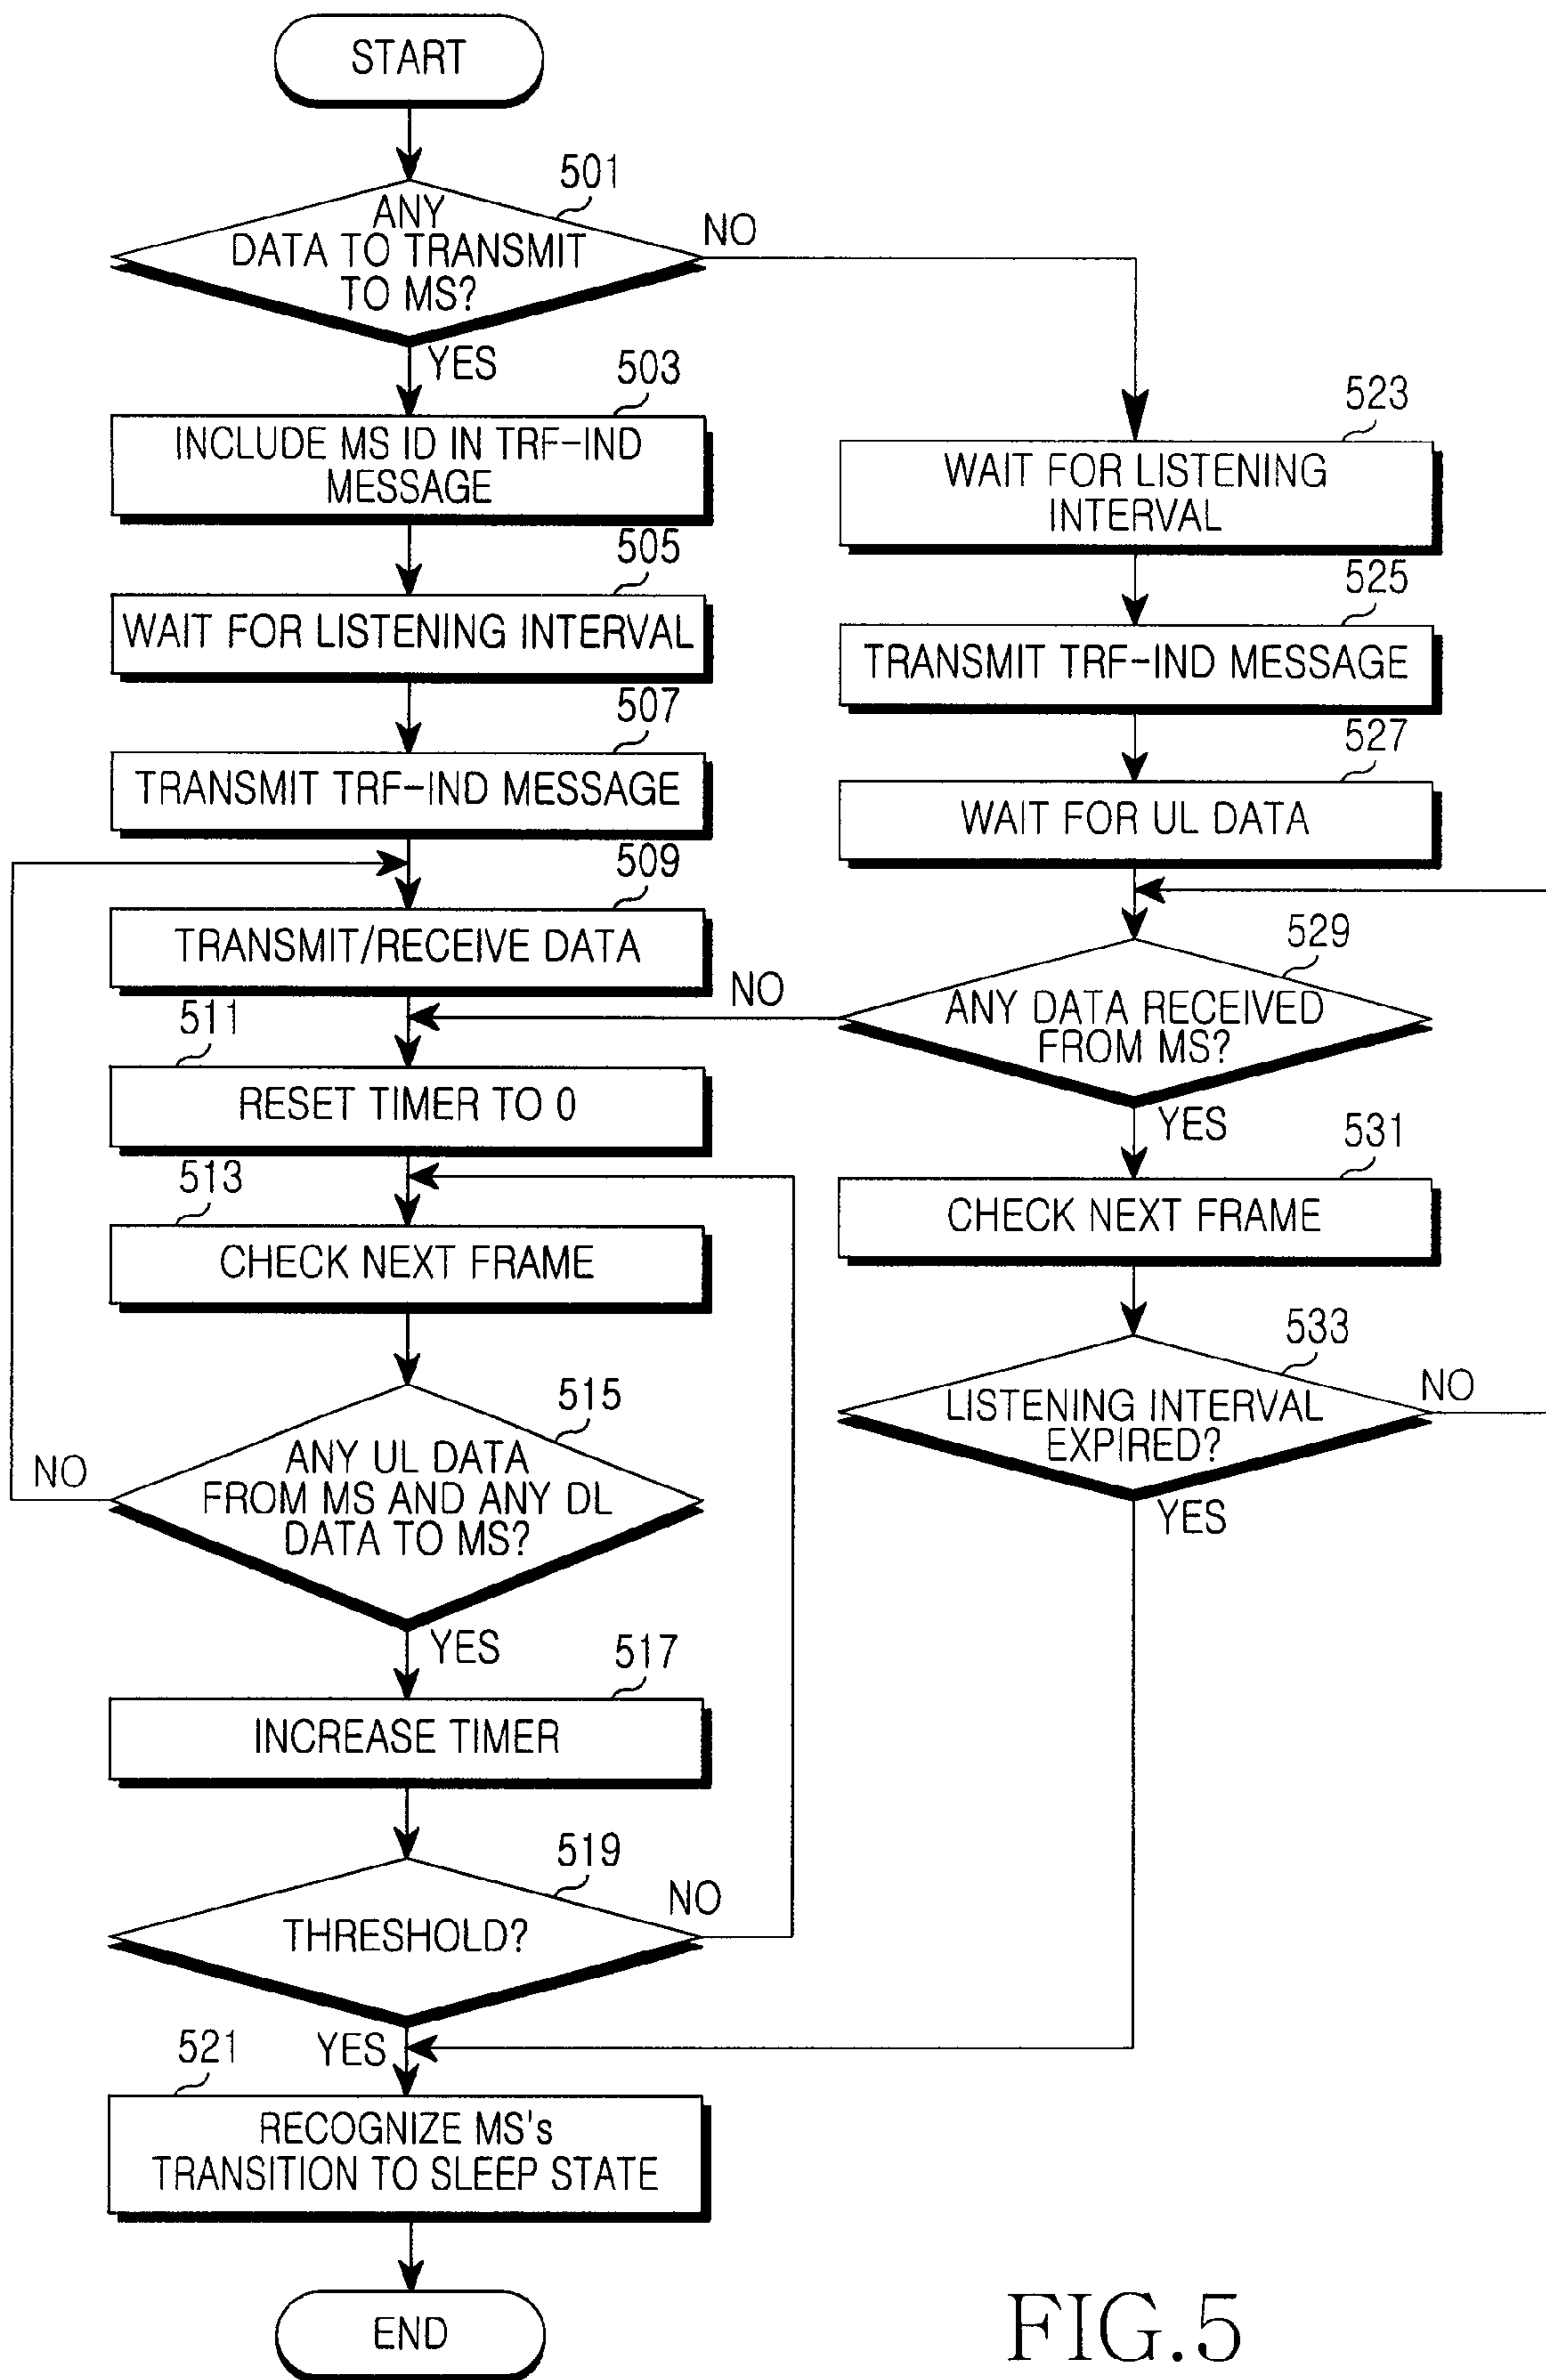 START
501
ANY
DATA TO TRANSMIT
TO MS?
NO
YES
503
INCLUDE MS ID IN TRF-IND
MESSAGE
505
WAIT FOR LISTENING INTERVAL
507
TRANSMIT TRF-IND MESSAGE
509
TRANSMIT/RECEIVE DATA
511
RESET TIMER TO 0
513
CHECK NEXT FRAME
515
ANY UL DATA
FROM MS AND ANY DL
DATA TO MS?
NO
YES
517
INCREASE TIMER
519
THRESHOLD?
NO
YES
521
RECOGNIZE MS's
TRANSITION TO SLEEP STATE
END
523
WAIT FOR LISTENING
INTERVAL
525
TRANSMIT TRF-IND MESSAGE
527
WAIT FOR UL DATA
529
ANY DATA RECEIVED
FROM MS?
NO
YES
531
CHECK NEXT FRAME
533
LISTENING INTERVAL
EXPIRED?
NO
YES
FIG.5